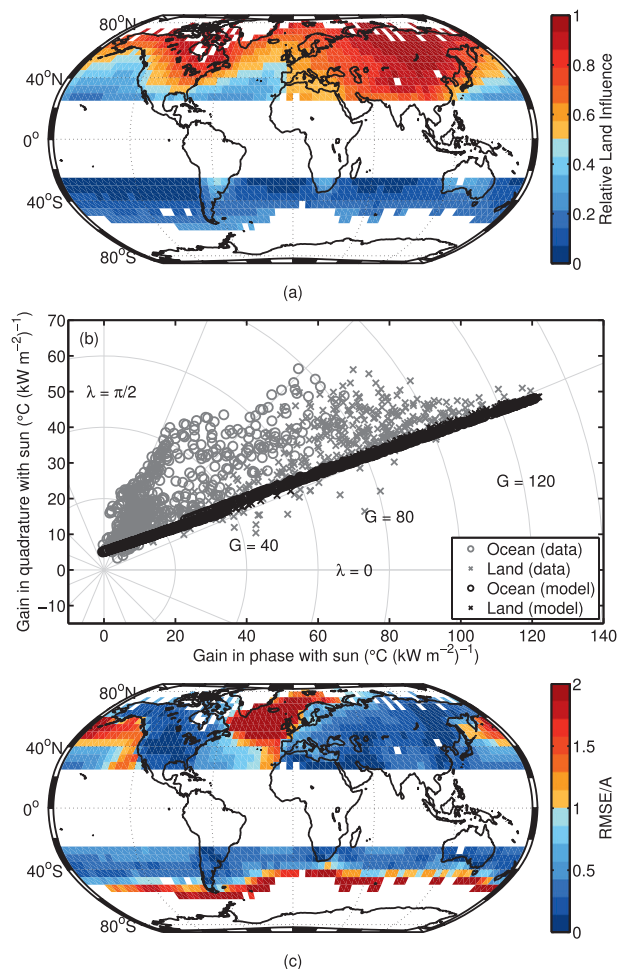 80°N
40°N
0°
40°S
80°S
1
0.8
0.6
0.4
0.2
0
Relative Land Influence
(a)
(b)
70
60
50
40
30
20
10
0
−10
Gain in quadrature with sun (°C (kW m−2)−1)
λ = π/2
G = 120
G = 80
G = 40
λ = 0
Ocean (data)
Land (data)
Ocean (model)
Land (model)
0 20 40 60 80 100 120 140
Gain in phase with sun (°C (kW m−2)−1)
80°N
40°N
0°
40°S
80°S
2
1.5
1
0.5
0
RMSE/A
(c)